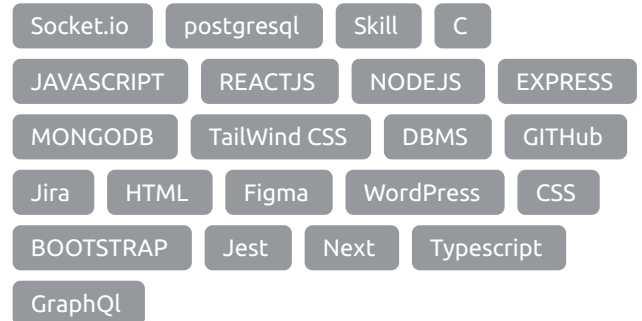 Socket.io postgresql Skill C
JAVASCRIPT REACTJS NODEJS EXPRESS
MONGODB TailWind CSS DBMS GITHub
Jira HTML Figma WordPress CSS
BOOTSTRAP Jest Next Typescript
GraphQl